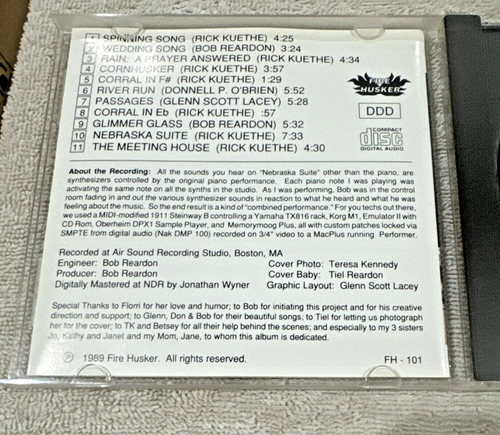 1 SPINNING SONG (RICK KUETHE) 4:25
2 WEDDING SONG (BOB REARDON) 3:24
3 RAIN; A PRAYER ANSWERED (RICK KUETHE) 4:34
4 CORNHUSKER (RICK KUETHE) 3:57
5 CORRAL IN F# (RICK KUETHE) 1:29
6 RIVER RUN (DONNELL P. O'BRIEN) 5:52
7 PASSAGES (GLENN SCOTT LACEY) 5:28
8 CORRAL IN Eb (RICK KUETHE) :57
9 GLIMMER GLASS (BOB REARDON) 5:32
10 NEBRASKA SUITE (RICK KUETHE) 7:33
11 THE MEETING HOUSE (RICK KUETHE) 4:30
FIRE
HUSKER
DDD
COMPACT
disc
DIGITAL AUDIO
About the Recording: All the sounds you hear on "Nebraska Suite" other than the piano, are
synthesizers controlled by the original piano performance. Each piano note I was playing was
activating the same note on all the synths in the studio. As I was performing, Bob was in the control
room fading in and out the various synthesizer sounds in reaction to what he heard and what he was
feeling about the music. So the end result is a kind of "combined performance." For you techs out there,
we used a MIDI-modified 1911 Steinway B controlling a Yamaha TX816 rack, Korg M1, Emulator II with
CD Rom, Oberheim DPX1 Sample Player, and Memorymoog Plus, all with custom patches locked via
SMPTE from digital audio (Nak DMP 100) recorded on 3/4" video to a MacPlus running Performer.
Recorded at Air Sound Recording Studio, Boston, MA
Engineer: Bob Reardon Cover Photo: Teresa Kennedy
Producer: Bob Reardon Cover Baby: Tiel Reardon
Digitally Mastered at NDR by Jonathan Wyner Graphic Layout: Glenn Scott Lacey
Special Thanks to Florri for her love and humor; to Bob for initiating this project and for his creative
direction and support; to Glenn, Don & Bob for their beautiful songs; to Tiel for letting us photograph
her for the cover; to TK and Betsey for all their help behind the scenes; and especially to my 3 sisters
Jo, Kathy and Janet and my Mom, Jane, to whom this album is dedicated.
℗ 1989 Fire Husker. All rights reserved. FH - 101